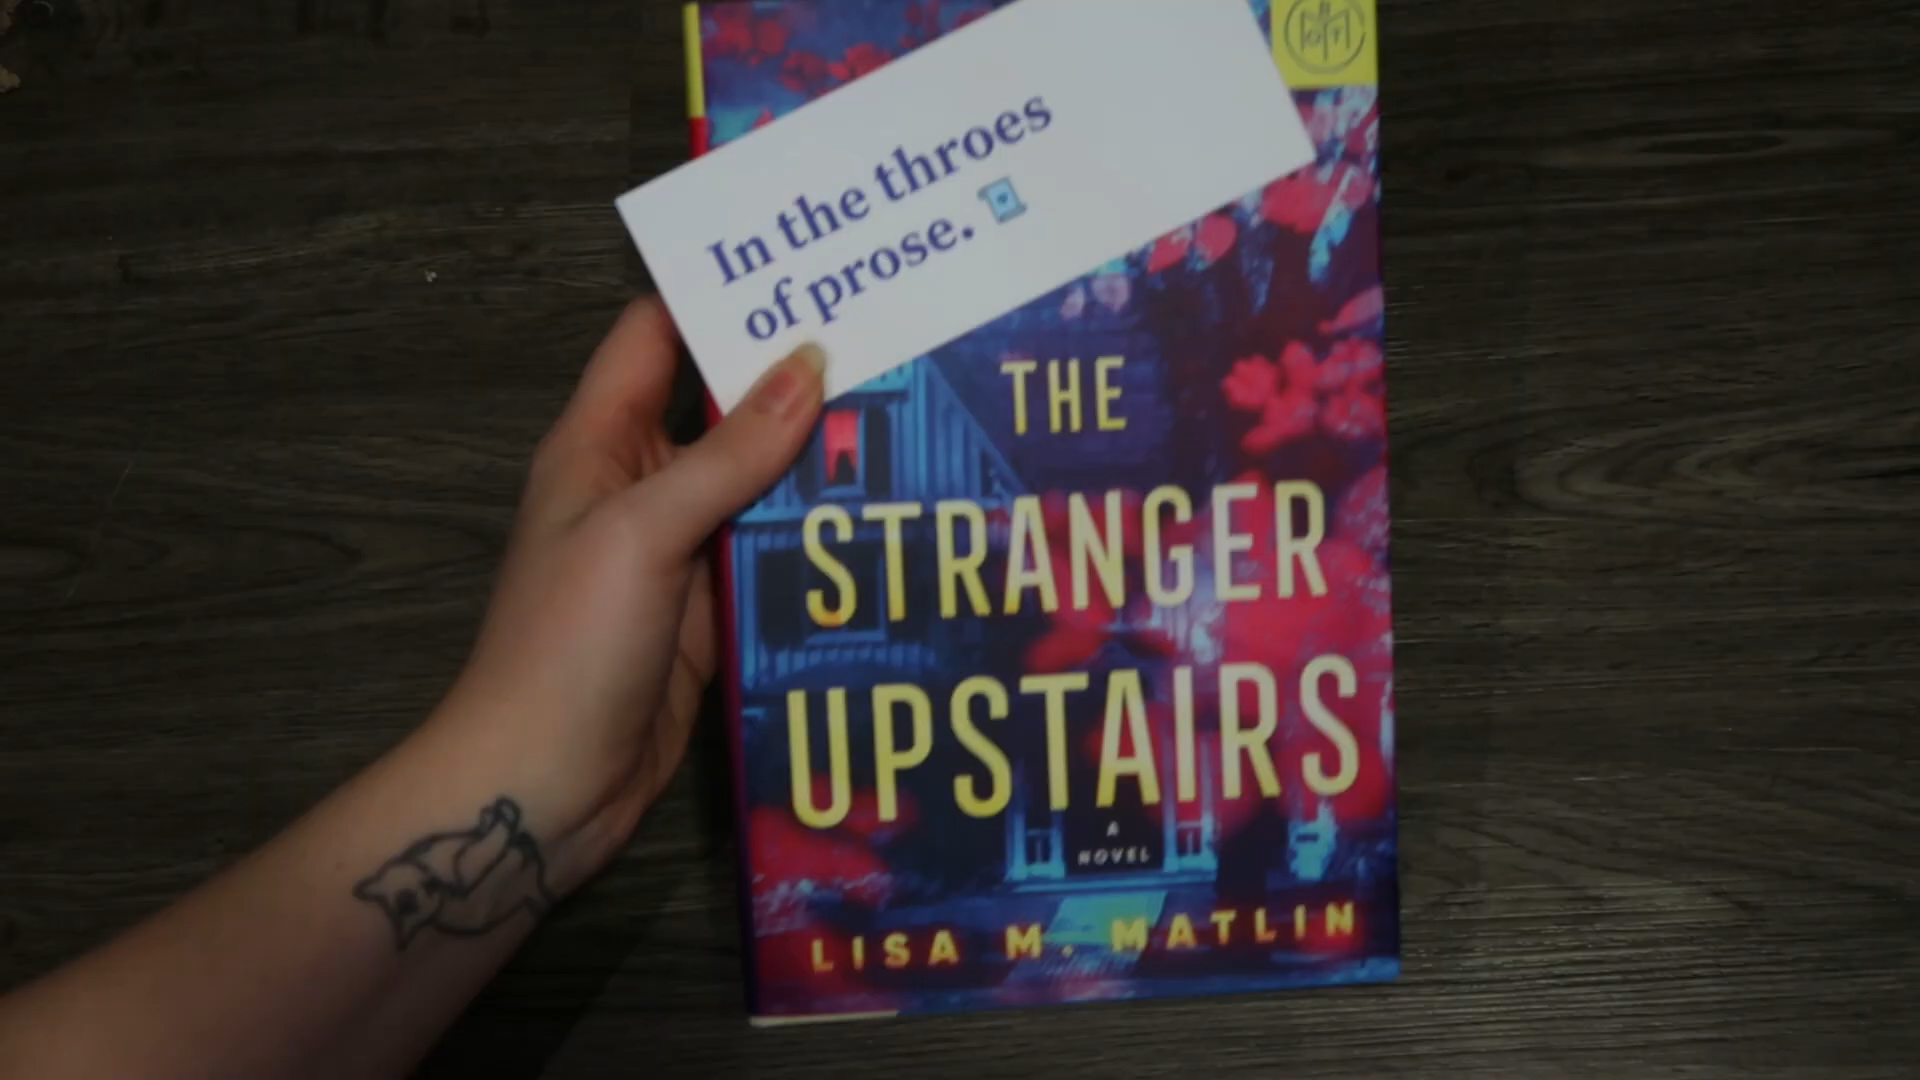 In the throes
of prose.
THE
STRANGER
UPSTAIRS
A
NOVEL
LISA M. MATLIN